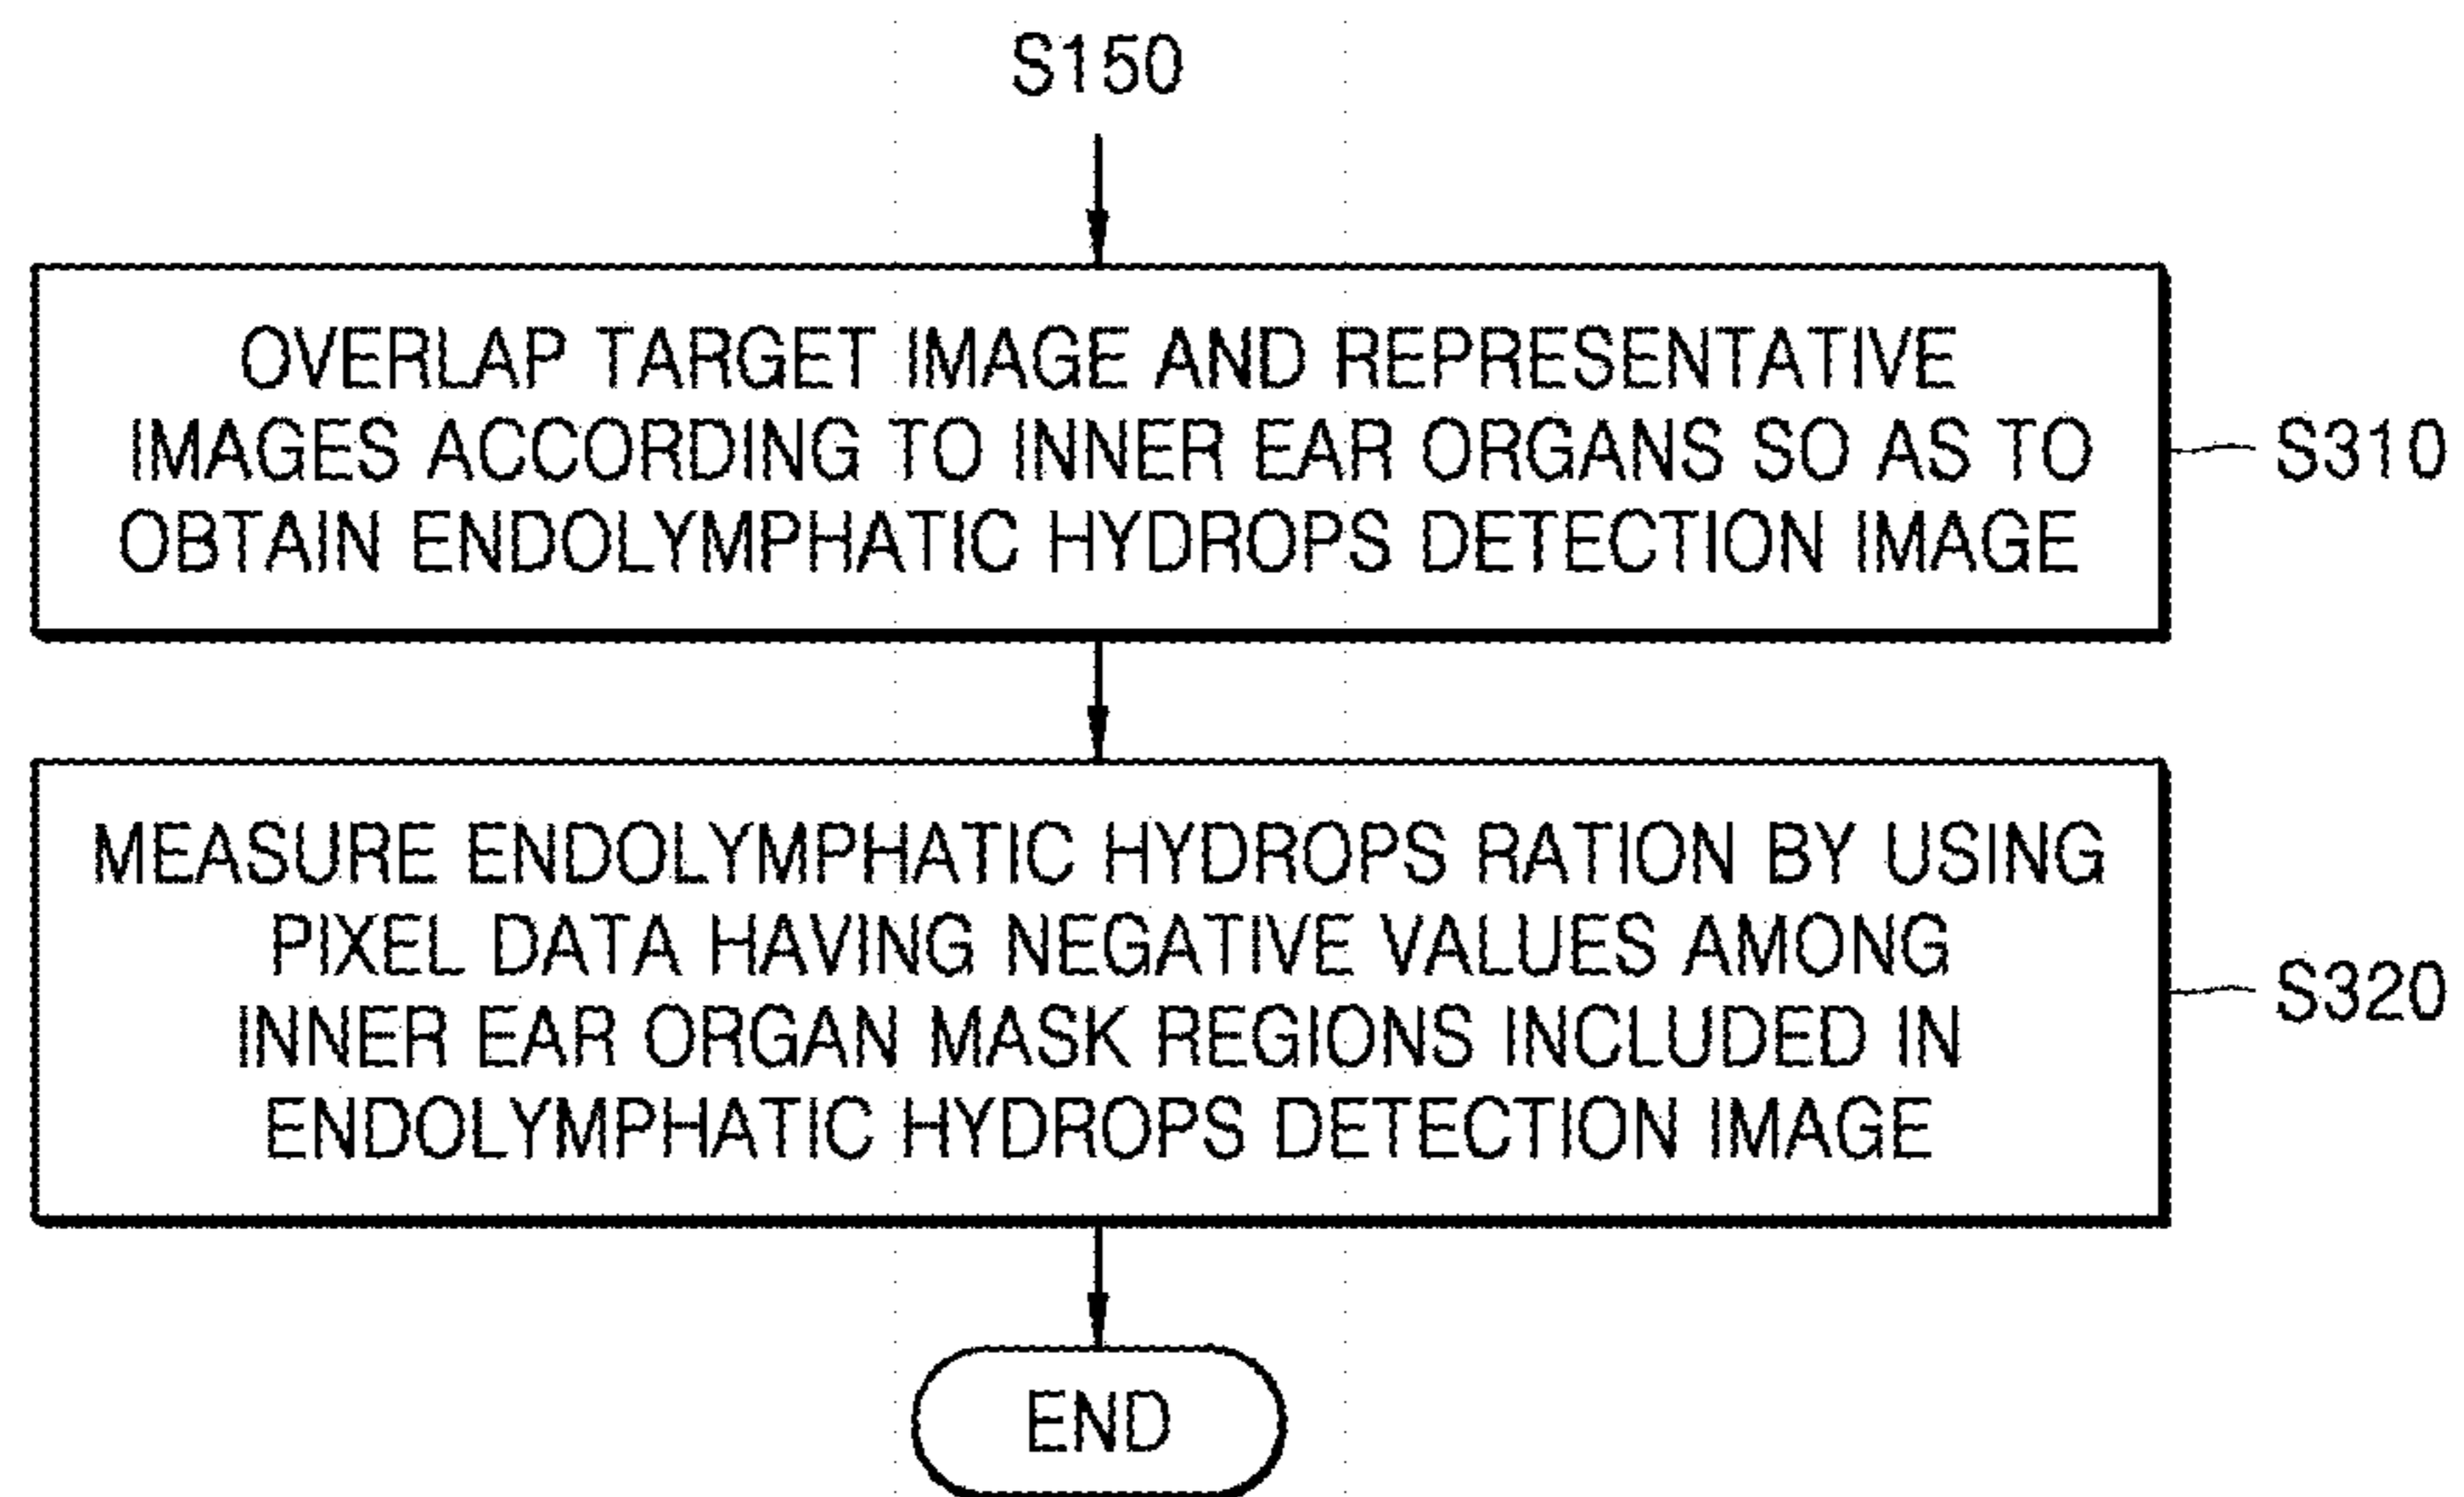 S150
OVERLAP TARGET IMAGE AND REPRESENTATIVE
IMAGES ACCORDING TO INNER EAR ORGANS SO AS TO
OBTAIN ENDOLYMPHATIC HYDROPS DETECTION IMAGE
S310
MEASURE ENDOLYMPHATIC HYDROPS RATION BY USING
PIXEL DATA HAVING NEGATIVE VALUES AMONG
INNER EAR ORGAN MASK REGIONS INCLUDED IN
ENDOLYMPHATIC HYDROPS DETECTION IMAGE
S320
END